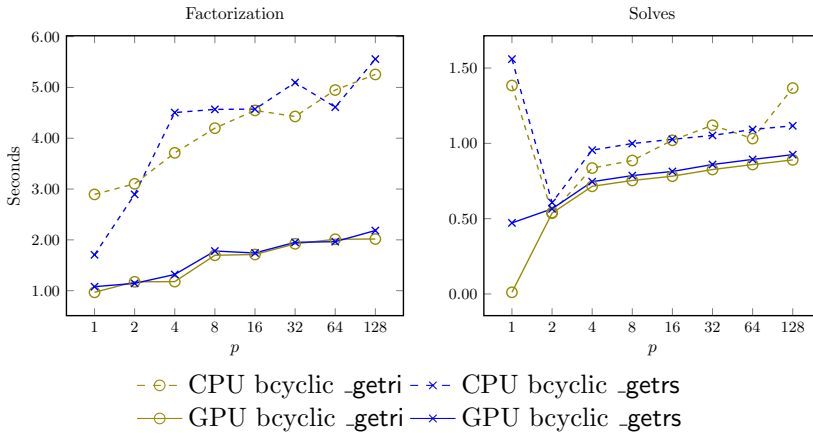 Factorization
Solves
6.00
5.00
4.00
3.00
2.00
1.00
Seconds
1 2 4 8 16 32 64 128
p
1.50
1.00
0.50
0.00
1 2 4 8 16 32 64 128
p
CPU bcyclic _getri CPU bcyclic _getrs
GPU bcyclic _getri GPU bcyclic _getrs